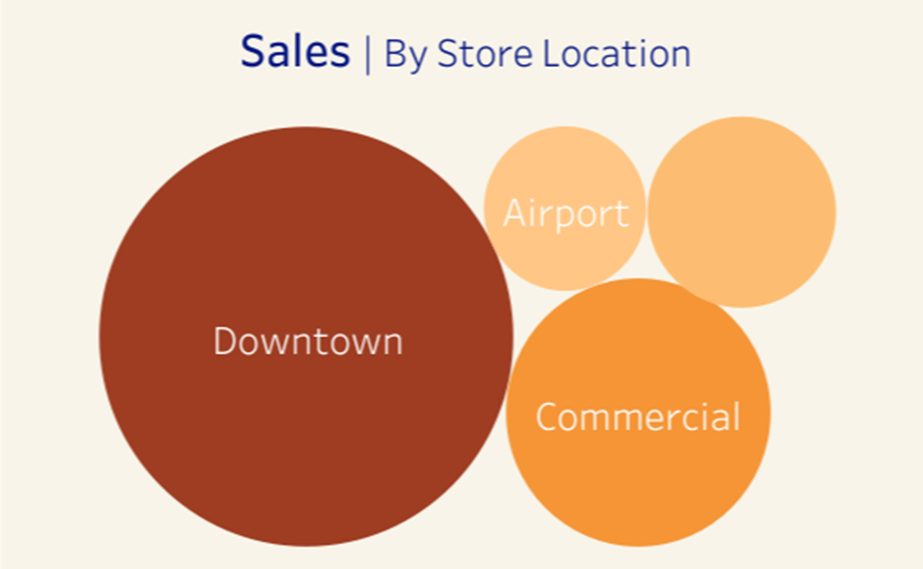 Sales | By Store Location
Airport
Downtown
Commercial